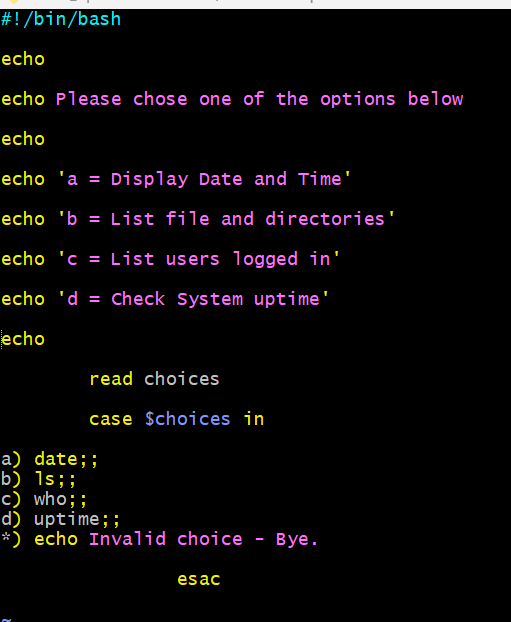 #!/bin/bash
echo
echo Please chose one of the options below
echo
echo 'a = Display Date and Time'
echo 'b = List file and directories'
echo 'c = List users logged in'
echo 'd = Check System uptime'
echo
read choices
case $choices in
a) date;;
b) ls;;
c) who;;
d) uptime;;
*) echo Invalid choice - Bye.
esac
~